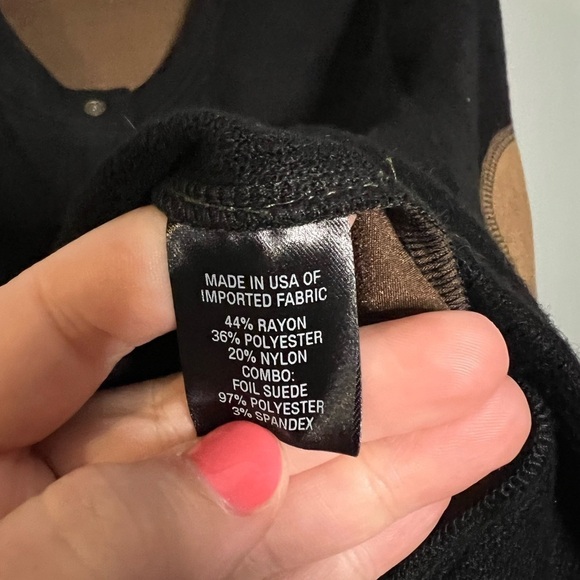 MADE IN USA OF
IMPORTED FABRIC
44% RAYON
36% POLYESTER
20% NYLON
COMBO:
FOIL SUEDE
97% POLYESTER
3% SPANDEX